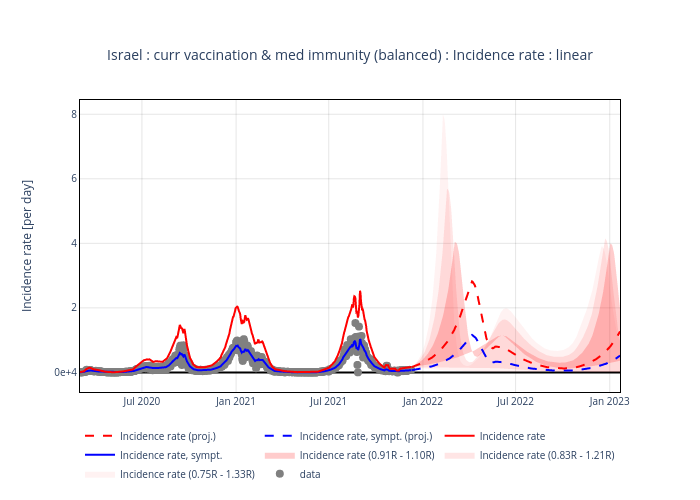 Israel : curr vaccination & med immunity (balanced) : Incidence rate : linear
Incidence rate [per day]
8
6
4
2
0e+4
Jul 2020
Jan 2021
Jul 2021
Jan 2022
Jul 2022
Jan 2023
Incidence rate (proj.)
Incidence rate, sympt. (proj.)
Incidence rate
Incidence rate, sympt.
Incidence rate (0.91R - 1.10R)
Incidence rate (0.83R - 1.21R)
Incidence rate (0.75R - 1.33R)
data